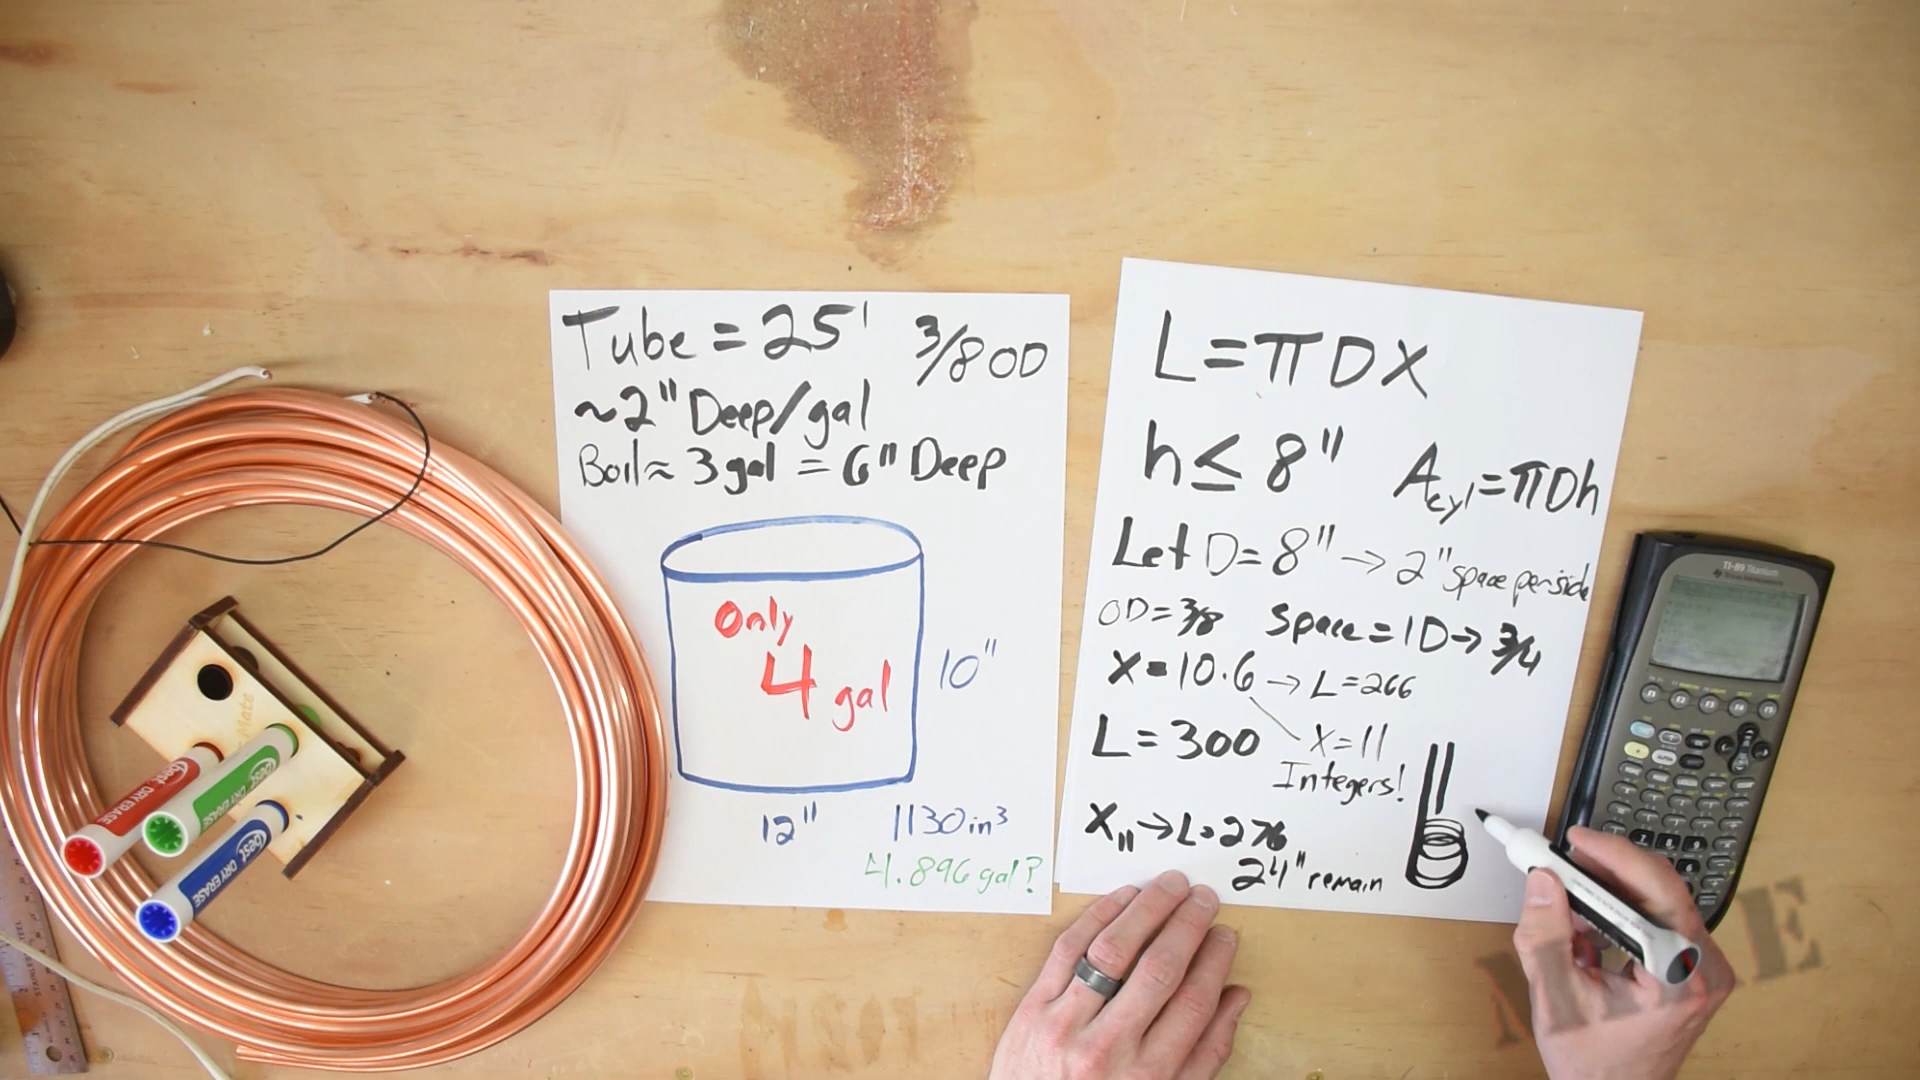 Tube = 25' 3/8 OD
~2" Deep/gal
Boil ≈ 3 gal = 6" Deep
Only
4 gal
10"
12" 1130 in³
4.896 gal?
L = π D X
h ≤ 8" A cyl = π D h
Let D = 8" → 2" space per side
OD = 3/8 Space = 1D → 3/4
X = 10.6 → L = 266
L = 300 X = 11
Integers!
X11 → L = 276
24" remain
TI-89 Titanium
Texas Instruments
Mate
best DRY ERASE
best DRY ERASE
best DRY ERASE